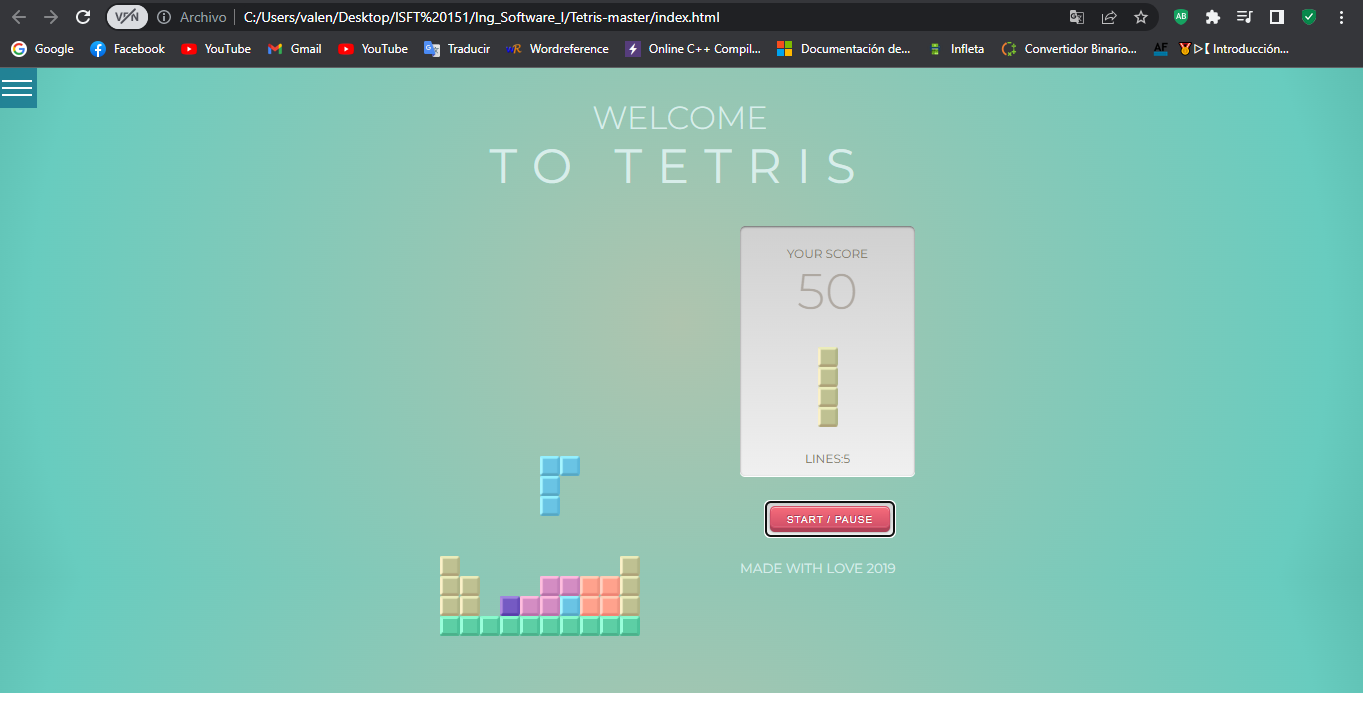 VPN Archivo C:/Users/valen/Desktop/ISFT%20151/Ing_Software_I/Tetris-master/index.html AB
Google Facebook YouTube Gmail YouTube Traducir Wordreference Online C++ Compil... Documentación de... Infleta Convertidor Binario... AF Introducción...
WELCOME
TO TETRIS
YOUR SCORE
50
LINES:5
START / PAUSE
MADE WITH LOVE 2019